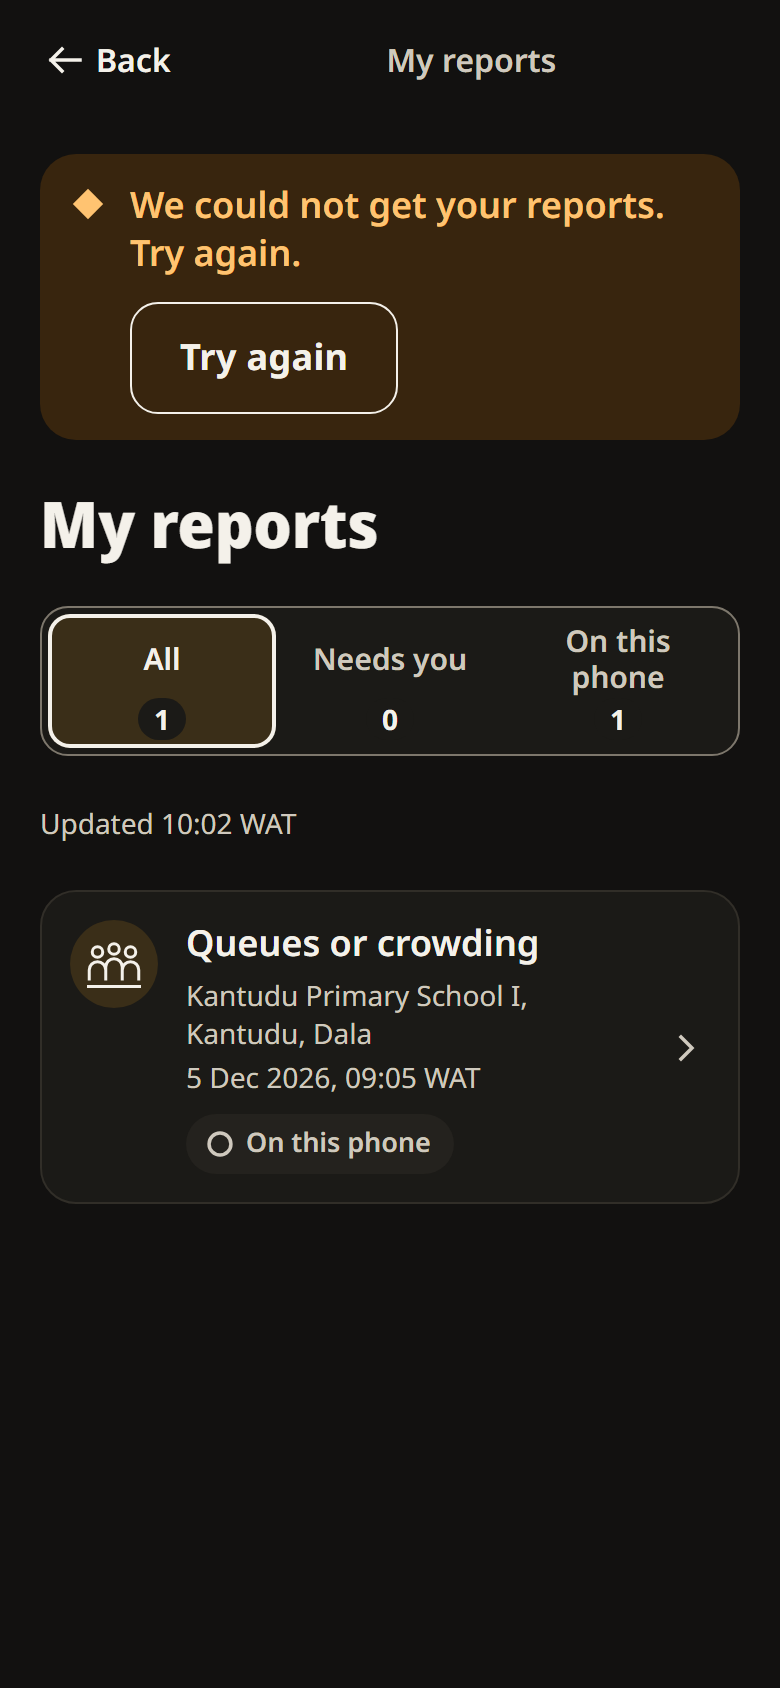 Back
My reports
We could not get your reports.
Try again.
Try again
My reports
All
1
Needs you
0
On this
phone
1
Updated 10:02 WAT
Queues or crowding
Kantudu Primary School I,
Kantudu, Dala
5 Dec 2026, 09:05 WAT
On this phone